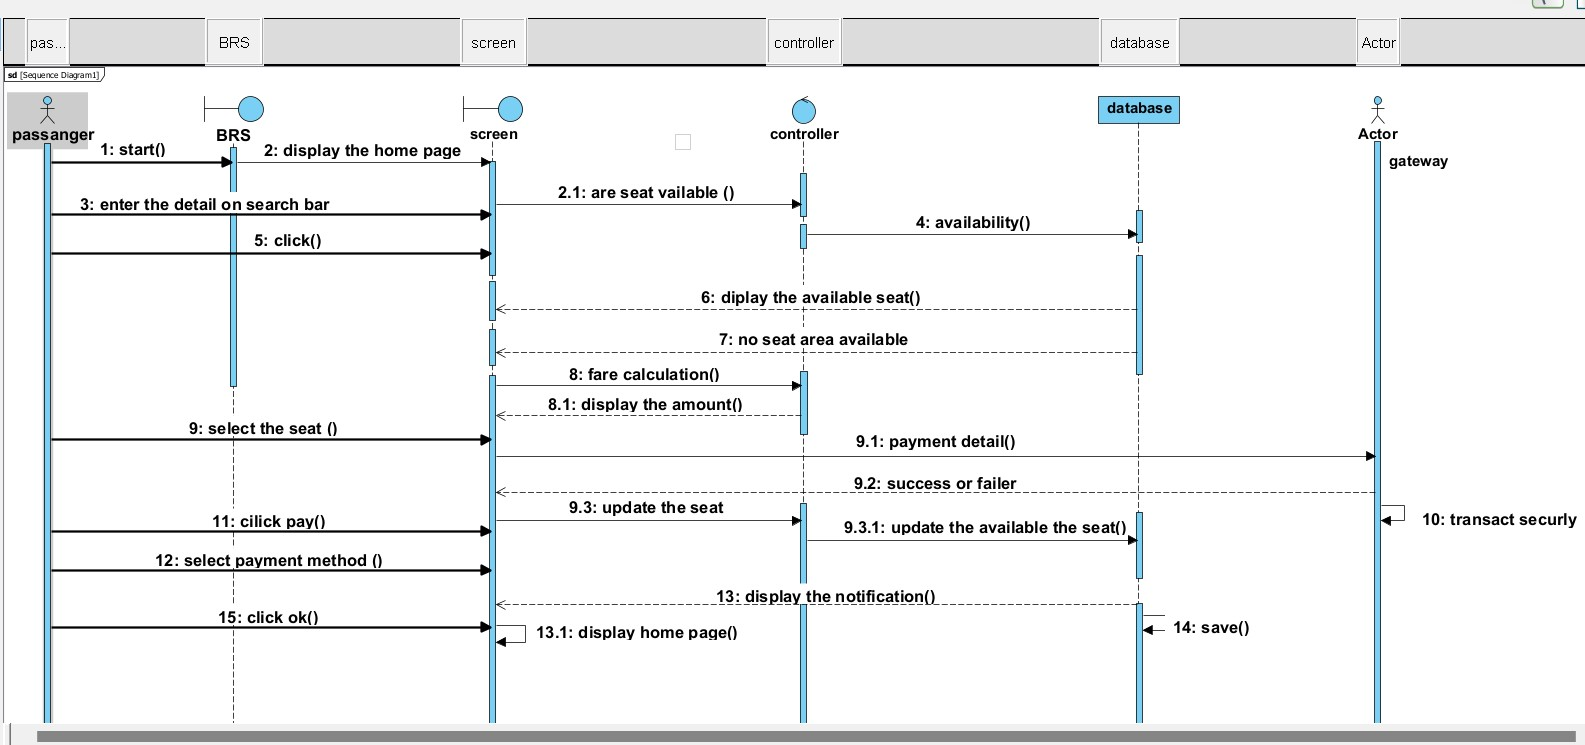 pas...
BRS
screen
controller
database
Actor
sd [Sequence Diagram1]
passanger
BRS
screen
controller
database
Actor
gateway
1: start()
2: display the home page
2.1: are seat vailable ()
3: enter the detail on search bar
4: availability()
5: click()
6: diplay the available seat()
7: no seat area available
8: fare calculation()
8.1: display the amount()
9: select the seat ()
9.1: payment detail()
9.2: success or failer
9.3: update the seat
11: cilick pay()
9.3.1: update the available the seat()
10: transact securly
12: select payment method ()
13: display the notification()
15: click ok()
13.1: display home page()
14: save()